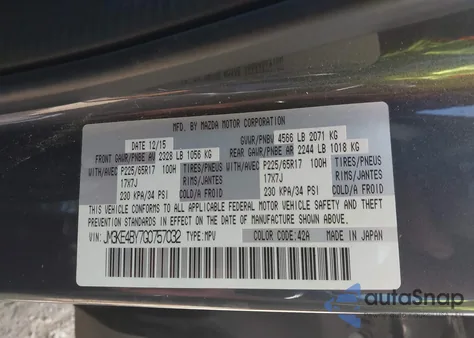 MFD. BY MAZDA MOTOR CORPORATION
DATE 12/15 GVWR/PNBV 4566 LB 2071 KG
FRONT GAWR/PNBE AV 2328 LB 1056 KG REAR GAWR/PNBE AR 2244 LB 1018 KG
WITH/AVEC P225/65R17 100H TIRES/PNEUS WITH/AVEC P225/65R17 100H TIRES/PNEUS
17X7J RIMS/JANTES 17X7J RIMS/JANTES
230 KPA/34 PSI COLD/A FROID 230 KPA/34 PSI COLD/A FROID
THIS VEHICLE CONFORMS TO ALL APPLICABLE FEDERAL MOTOR VEHICLE SAFETY, BUMPER, AND THEFT
PREVENTION STANDARDS IN EFFECT ON THE DATE OF MANUFACTURE SHOWN ABOVE.
VIN: JM3KE4BY7G0757032 TYPE: MPV COLOR CODE: 42A MADE IN JAPAN
autoSnap